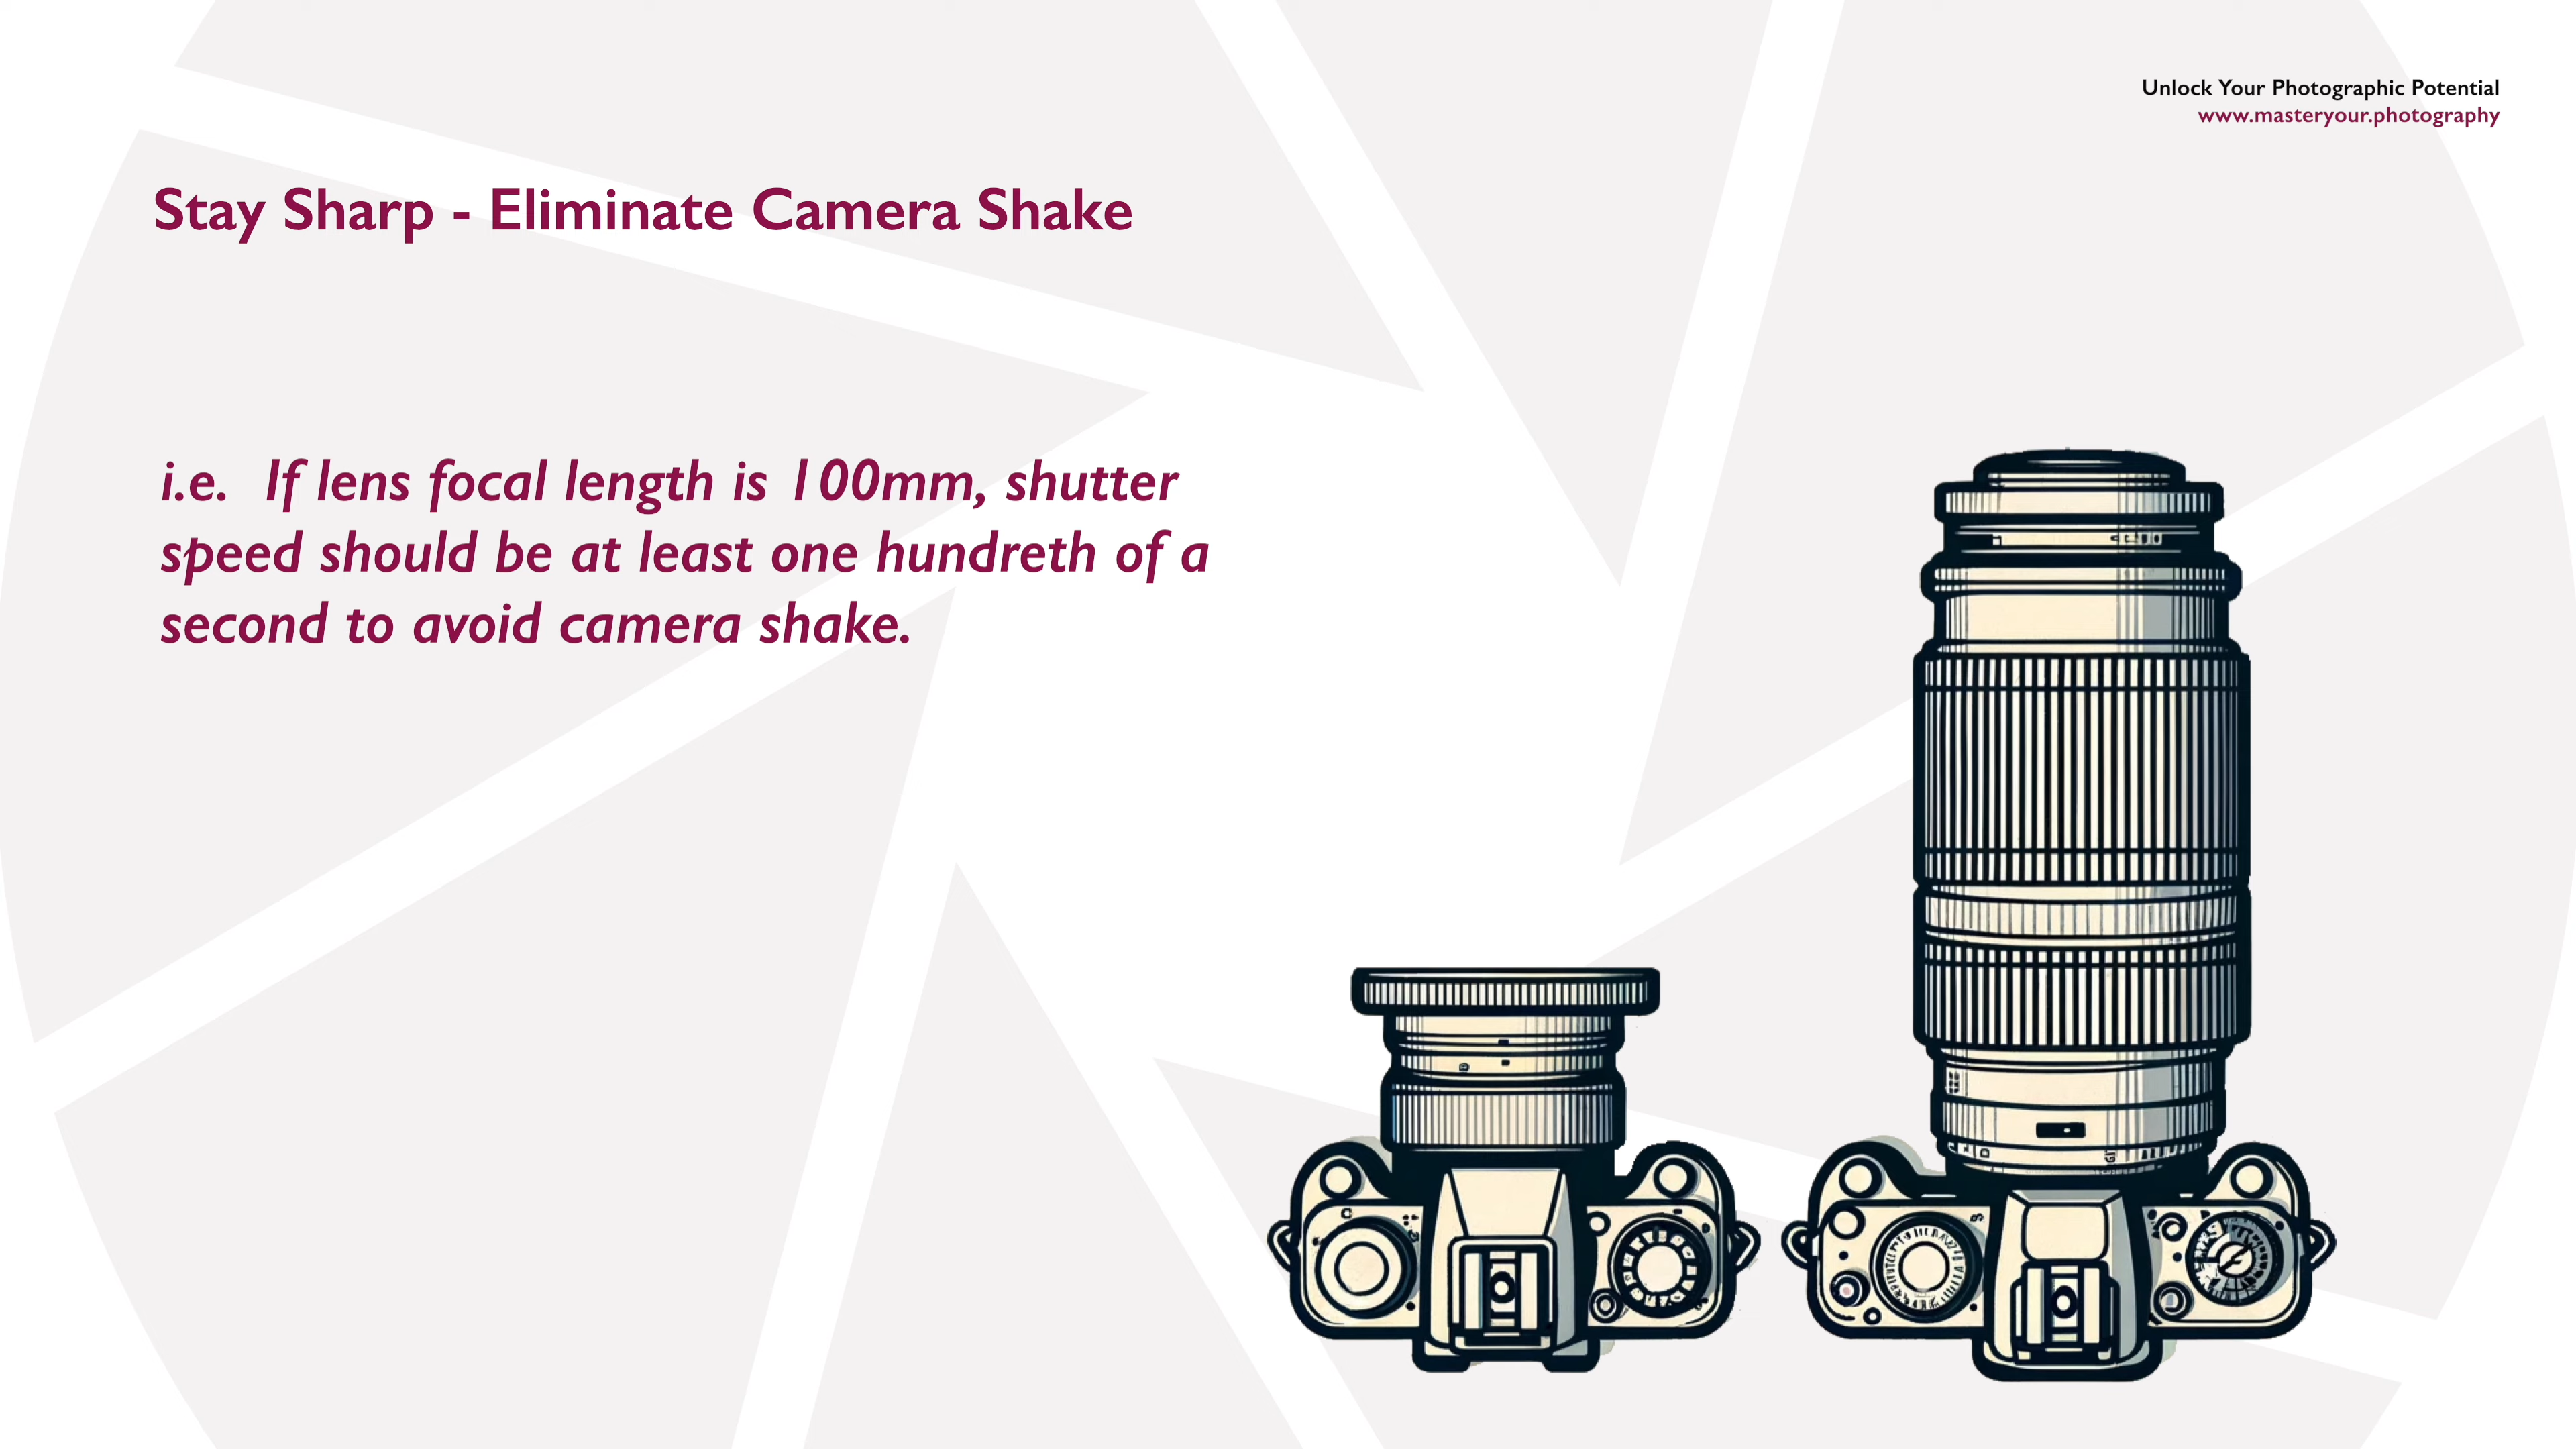 Unlock Your Photographic Potential
www.masteryour.photography
Stay Sharp - Eliminate Camera Shake
i.e. If lens focal length is 100mm, shutter
speed should be at least one hundreth of a
second to avoid camera shake.